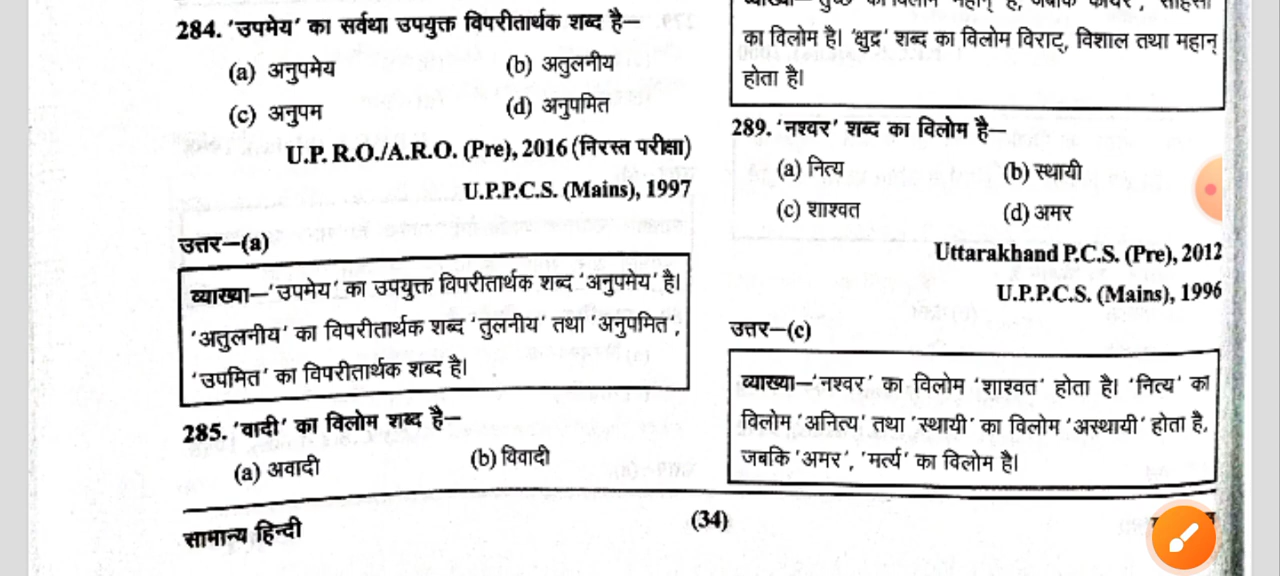 284. 'उपमेय' का सर्वथा उपयुक्त विपरीतार्थक शब्द है—
(a) अनुपमेय (b) अतुलनीय
(c) अनुपम (d) अनुपमित
U.P. R.O./A.R.O. (Pre), 2016 (निरस्त परीक्षा)
U.P.P.C.S. (Mains), 1997
उत्तर—(a)
व्याख्या—'उपमेय' का उपयुक्त विपरीतार्थक शब्द 'अनुपमेय' है।
'अतुलनीय' का विपरीतार्थक शब्द 'तुलनीय' तथा 'अनुपमित',
'उपमित' का विपरीतार्थक शब्द है।
285. 'वादी' का विलोम शब्द है—
(a) अवादी (b) विवादी
का विलोम है। 'क्षुद्र' शब्द का विलोम विराट्, विशाल तथा महान्
होता है।
289. 'नश्वर' शब्द का विलोम है—
(a) नित्य (b) स्थायी
(c) शाश्वत (d) अमर
Uttarakhand P.C.S. (Pre), 2012
U.P.P.C.S. (Mains), 1996
उत्तर—(c)
व्याख्या—'नश्वर' का विलोम 'शाश्वत' होता है। 'नित्य' का
विलोम 'अनित्य' तथा 'स्थायी' का विलोम 'अस्थायी' होता है,
जबकि 'अमर', 'मर्त्य' का विलोम है।
सामान्य हिन्दी (34)